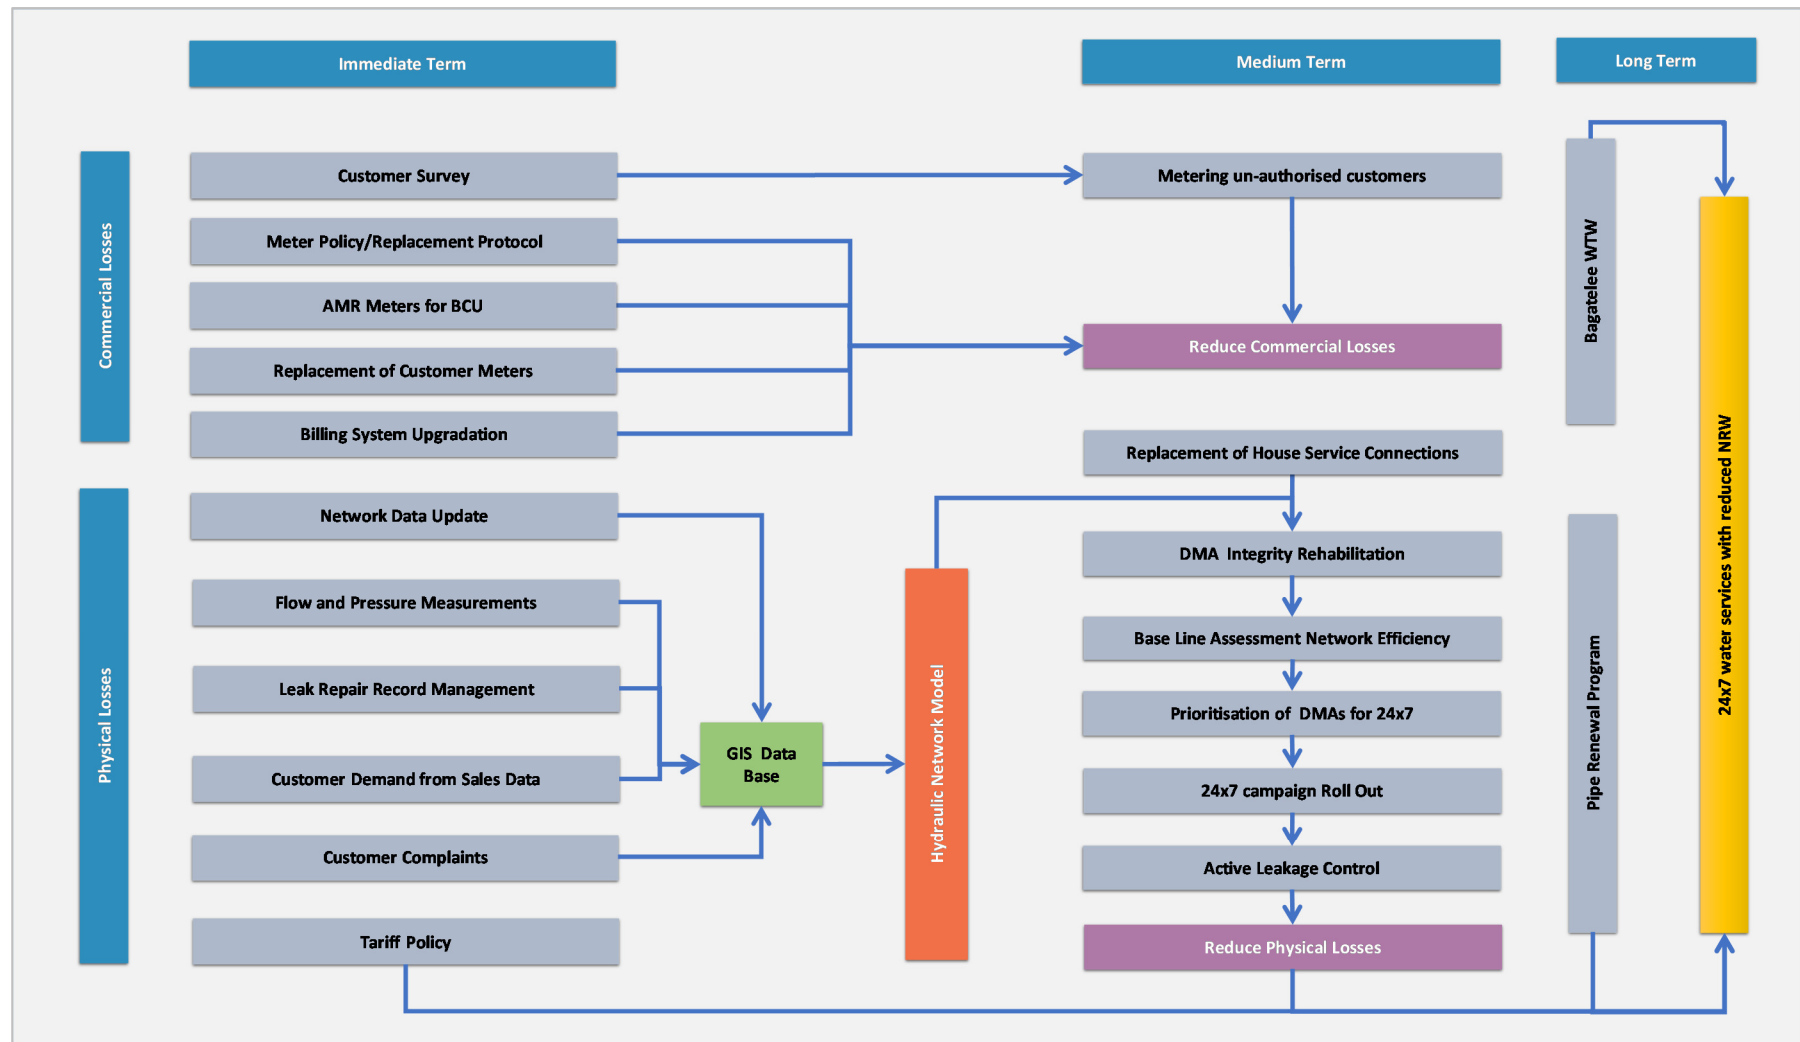 Immediate Term
Medium Term
Long Term
Commercial Losses
Customer Survey
Meter Policy/Replacement Protocol
AMR Meters for BCU
Replacement of Customer Meters
Billing System Upgradation
Physical Losses
Network Data Update
Flow and Pressure Measurements
Leak Repair Record Management
Customer Demand from Sales Data
Customer Complaints
Tariff Policy
GIS Data
Base
Hydraulic Network Model
Metering un-authorised customers
Reduce Commercial Losses
Replacement of House Service Connections
DMA Integrity Rehabilitation
Base Line Assessment Network Efficiency
Prioritisation of DMAs for 24x7
24x7 campaign Roll Out
Active Leakage Control
Reduce Physical Losses
Bagatelee WTW
Pipe Renewal Program
24x7 water services with reduced NRW